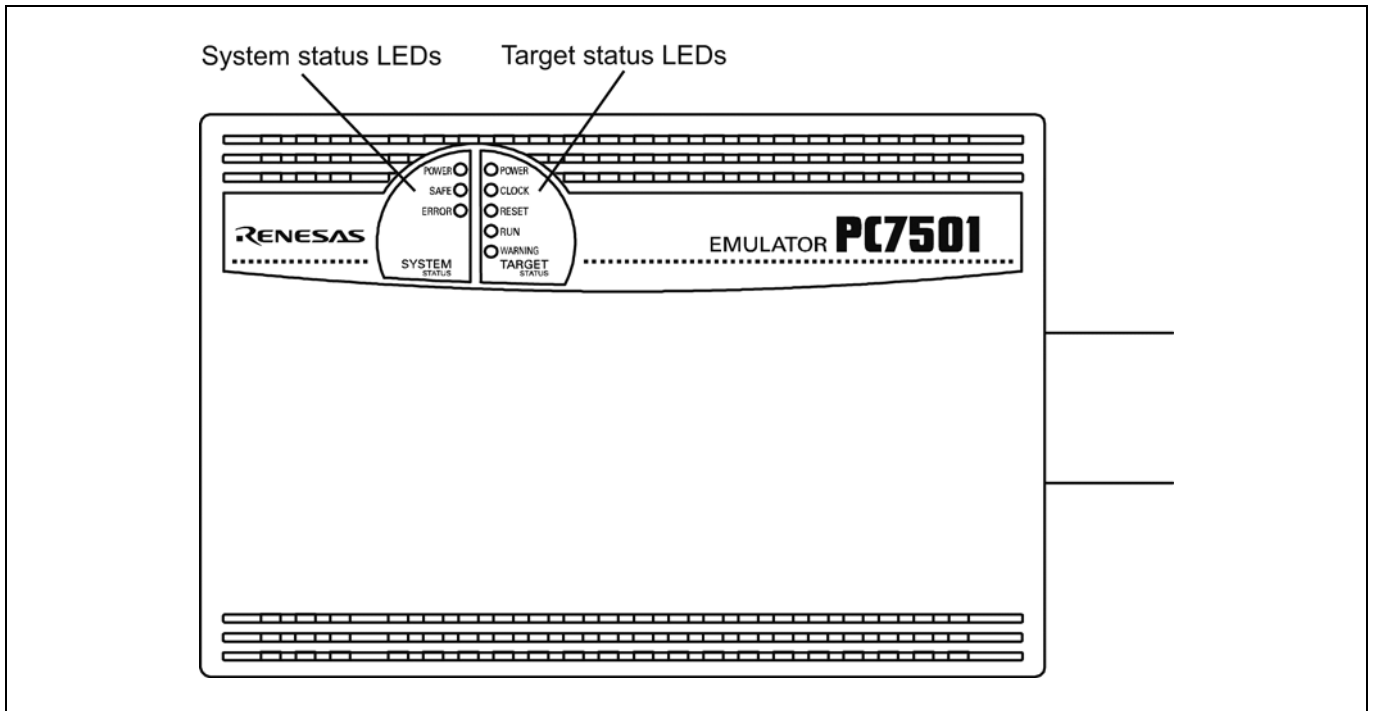 System status LEDs
Target status LEDs
POWER
SAFE
ERROR
SYSTEM
STATUS
POWER
CLOCK
RESET
RUN
WARNING
TARGET
STATUS
RENESAS
EMULATOR PC7501